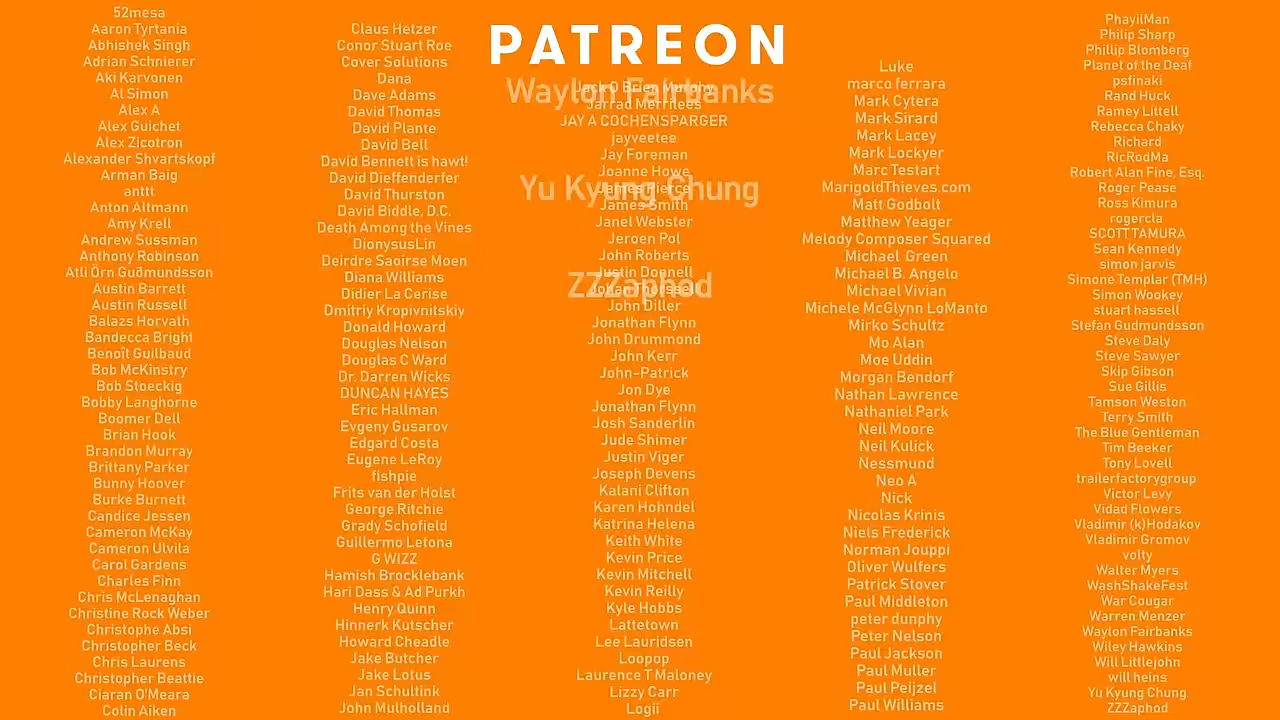 PATREON
Waylon Fairbanks
Yu Kyung Chung
ZZZaphod
52mesa
Aaron Tyrtania
Abhishek Singh
Adrian Schnierer
Aki Karvonen
Al Simon
Alex A
Alex Guichet
Alex Zicotron
Alexander Shvartskopf
Arman Baig
anttt
Anton Altmann
Amy Krell
Andrew Sussman
Anthony Robinson
Atli Örn Guðmundsson
Austin Barrett
Austin Russell
Balazs Horvath
Bandecca Bright
Benoît Guilbaud
Bob McKinstry
Bob Stoeckig
Bobby Langhorne
Boomer Dell
Brian Hook
Brandon Murray
Brittany Parker
Bunny Hoover
Burke Burnett
Candice Jessen
Cameron McKay
Cameron Ulvila
Carol Gardens
Charles Finn
Chris McLenaghan
Christine Rock Weber
Christophe Absi
Christopher Beck
Chris Laurens
Christopher Beattie
Ciaran O'Meara
Colin Aiken
Claus Hetzer
Conor Stuart Roe
Cover Solutions
Dana
Dave Adams
David Thomas
David Plante
David Bell
David Bennett is hawt!
David Dieffenderfer
David Thurston
David Biddle, D.C.
Death Among the Vines
DionysusLin
Deirdre Saoirse Moen
Diana Williams
Didier La Cerise
Dmitriy Kropivnitskiy
Donald Howard
Douglas Nelson
Douglas C Ward
Dr. Darren Wicks
DUNCAN HAYES
Eric Hallman
Evgeny Gusarov
Edgard Costa
Eugene LeRoy
fishpie
Frits van der Holst
George Ritchie
Grady Schofield
Guillermo Letona
G WIZZ
Hamish Brocklebank
Hari Dass & Ad Purkh
Henry Quinn
Hinnerk Kutscher
Howard Cheadle
Jake Butcher
Jake Lotus
Jan Schultink
John Mulholland
Jack O Brien Murphy
Jarrad Merrilees
JAY A COCHENSPARGER
jayveetee
Jay Foreman
Joanne Howe
James Pierce
James Smith
Janel Webster
Jeroen Pol
John Roberts
Justin Donnell
Johan Thorssell
John Diller
Jonathan Flynn
John Drummond
John Kerr
John-Patrick
Jon Dye
Jonathan Flynn
Josh Sanderlin
Jude Shimer
Justin Viger
Joseph Devens
Kalani Clifton
Karen Hohndel
Katrina Helena
Keith White
Kevin Price
Kevin Mitchell
Kevin Reilly
Kyle Hobbs
Lattetown
Lee Lauridsen
Loopop
Laurence T Maloney
Lizzy Carr
Logii
Luke
marco ferrara
Mark Cytera
Mark Sirard
Mark Lacey
Mark Lockyer
Marc Testart
MarigoldThieves.com
Matt Godbolt
Matthew Yeager
Melody Composer Squared
Michael Green
Michael B. Angelo
Michael Vivian
Michele McGlynn LoManto
Mirko Schultz
Mo Alan
Moe Uddin
Morgan Bendorf
Nathan Lawrence
Nathaniel Park
Neil Moore
Neil Kulick
Nessmund
Neo A
Nick
Nicolas Krinis
Niels Frederick
Norman Jouppi
Oliver Wulfers
Patrick Stover
Paul Middleton
peter dunphy
Peter Nelson
Paul Jackson
Paul Muller
Paul Peijzel
Paul Williams
PhayilMan
Philip Sharp
Phillip Blomberg
Planet of the Deaf
psfinaki
Rand Huck
Ramey Littell
Rebecca Chaky
Richard
RicRodMa
Robert Alan Fine, Esq.
Roger Pease
Ross Kimura
rogercla
SCOTT TAMURA
Sean Kennedy
simon jarvis
Simone Templar (TMH)
Simon Wookey
stuart hassell
Stefan Gudmundsson
Steve Daly
Steve Sawyer
Skip Gibson
Sue Gillis
Tamson Weston
Terry Smith
The Blue Gentleman
Tim Beeker
Tony Lovell
trailerfactorygroup
Victor Levy
Vidad Flowers
Vladimir (k)Hodakov
Vladimir Gromov
volty
Walter Myers
WashShakeFest
War Cougar
Warren Menzer
Waylon Fairbanks
Wiley Hawkins
Will Littlejohn
will heins
Yu Kyung Chung
ZZZaphod